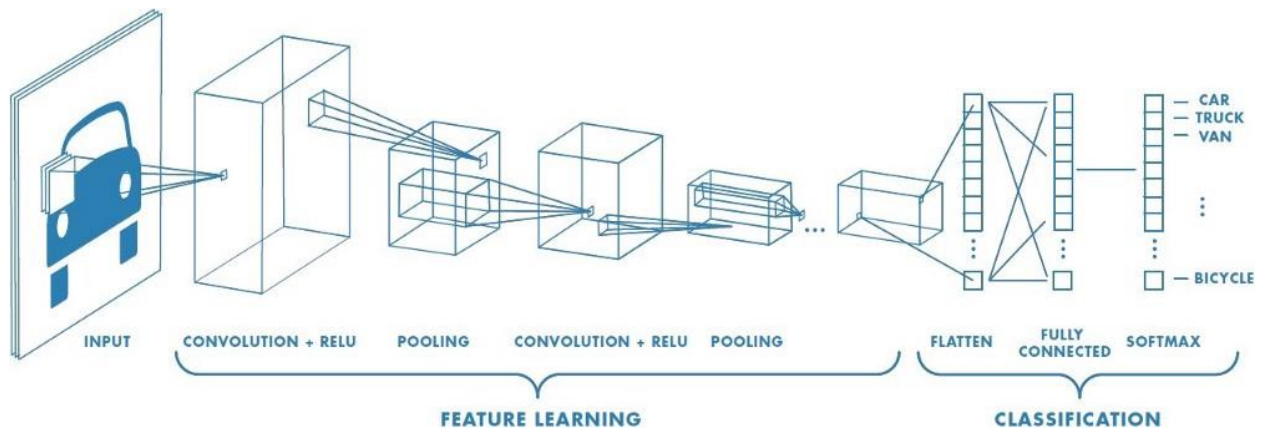 CAR
TRUCK
VAN
BICYCLE
INPUT
CONVOLUTION + RELU
POOLING
CONVOLUTION + RELU
POOLING
FLATTEN
FULLY
CONNECTED
SOFTMAX
FEATURE LEARNING
CLASSIFICATION